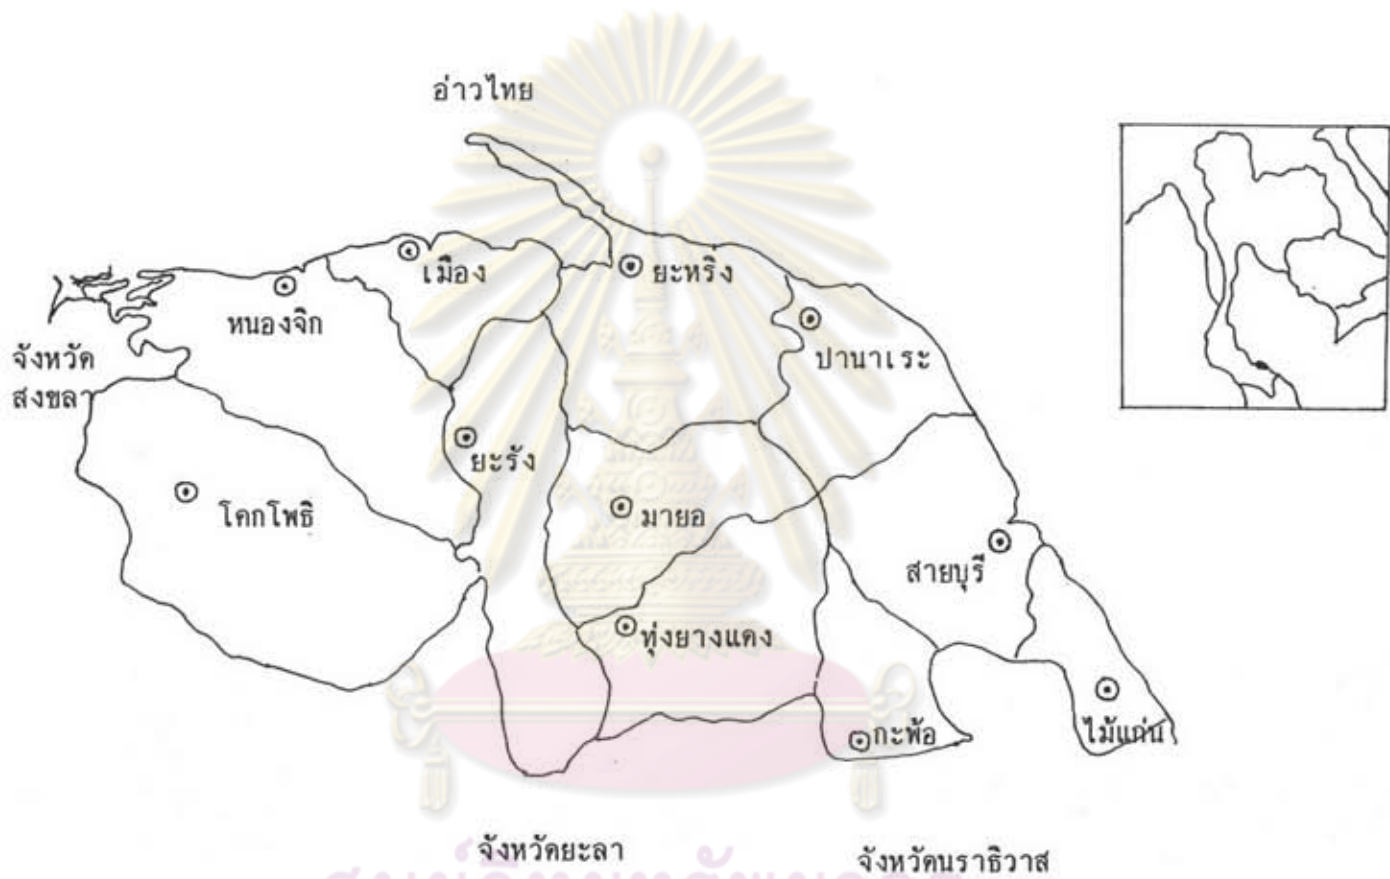 อ่าวไทย
เมือง
ยะหริ่ง
หนองจิก
ปานาเระ
จังหวัด
สงขลา
ยะรัง
โคกโพธิ
มายอ
สายบุรี
ทุ่งยางแดง
กะพ้อ
ไม้แก่น
จังหวัดยะลา
จังหวัดนราธิวาส